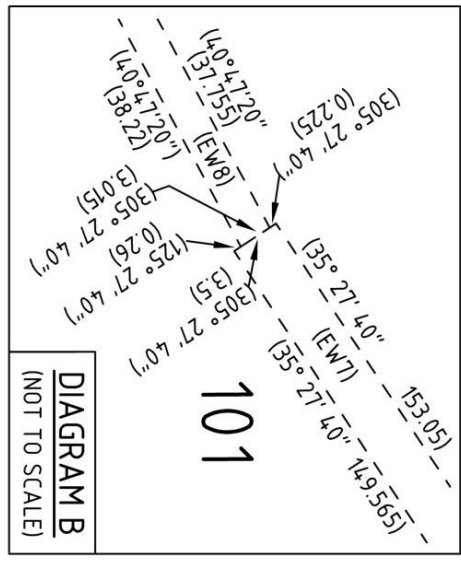 (40°47'20"
(37.755)
(40°47'20")
(38.22)
(EW8)
(305° 27' 40")
(0.225)
(305° 27' 40")
(3.015)
(125° 27' 40")
(0.26)
(305° 27' 40")
(3.5)
(35° 27' 40"
153.05)
(EW7)
(35° 27' 40"
149.565)
101
DIAGRAM B
(NOT TO SCALE)